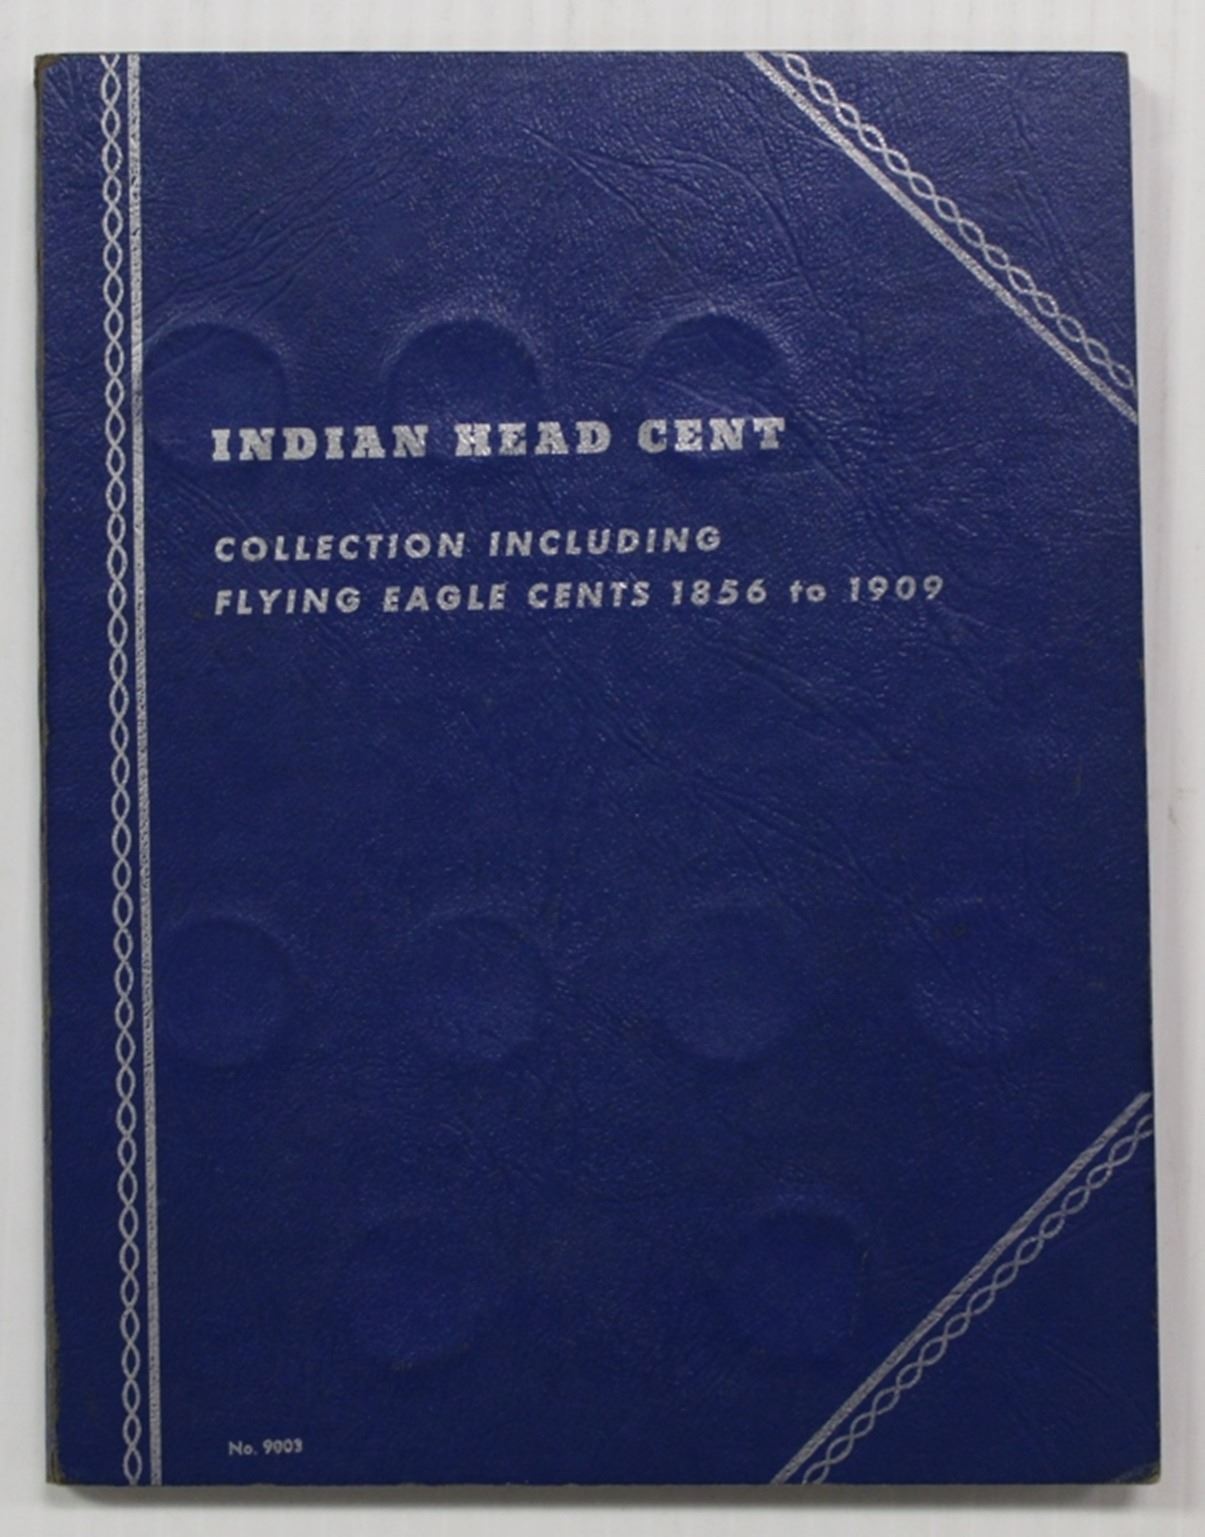 INDIAN HEAD CENT
COLLECTION INCLUDING
FLYING EAGLE CENTS 1856 to 1909
No. 9003